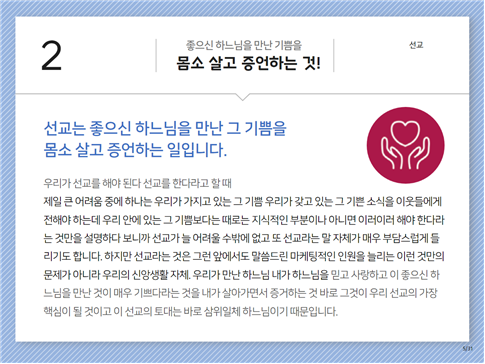 2
좋으신 하느님을 만난 기쁨을
몸소 살고 증언하는 것!
선교
선교는 좋으신 하느님을 만난 그 기쁨을
몸소 살고 증언하는 일입니다.
우리가 선교를 해야 된다 선교를 한다라고 할 때
제일 큰 어려움 중에 하나는 우리가 가지고 있는 그 기쁨 우리가 갖고 있는 그 기쁜 소식을 이웃들에게
전해야 하는데 우리 안에 있는 그 기쁨보다는 때로는 지식적인 부분이나 아니면 이러이러 해야 한다라
는 것만을 설명하다 보니까 선교가 늘 어려울 수밖에 없고 또 선교라는 말 자체가 매우 부담스럽게 들
리기도 합니다. 하지만 선교라는 것은 그런 앞에서도 말씀드린 마케팅적인 인원을 늘리는 이런 것만의
문제가 아니라 우리의 신앙생활 자체. 우리가 만난 하느님 내가 하느님을 믿고 사랑하고 이 좋으신 하
느님을 만난 것이 매우 기쁘다라는 것을 내가 살아가면서 증거하는 것 바로 그것이 우리 선교의 가장
핵심이 될 것이고 이 선교의 토대는 바로 삼위일체 하느님이기 때문입니다.
5/21